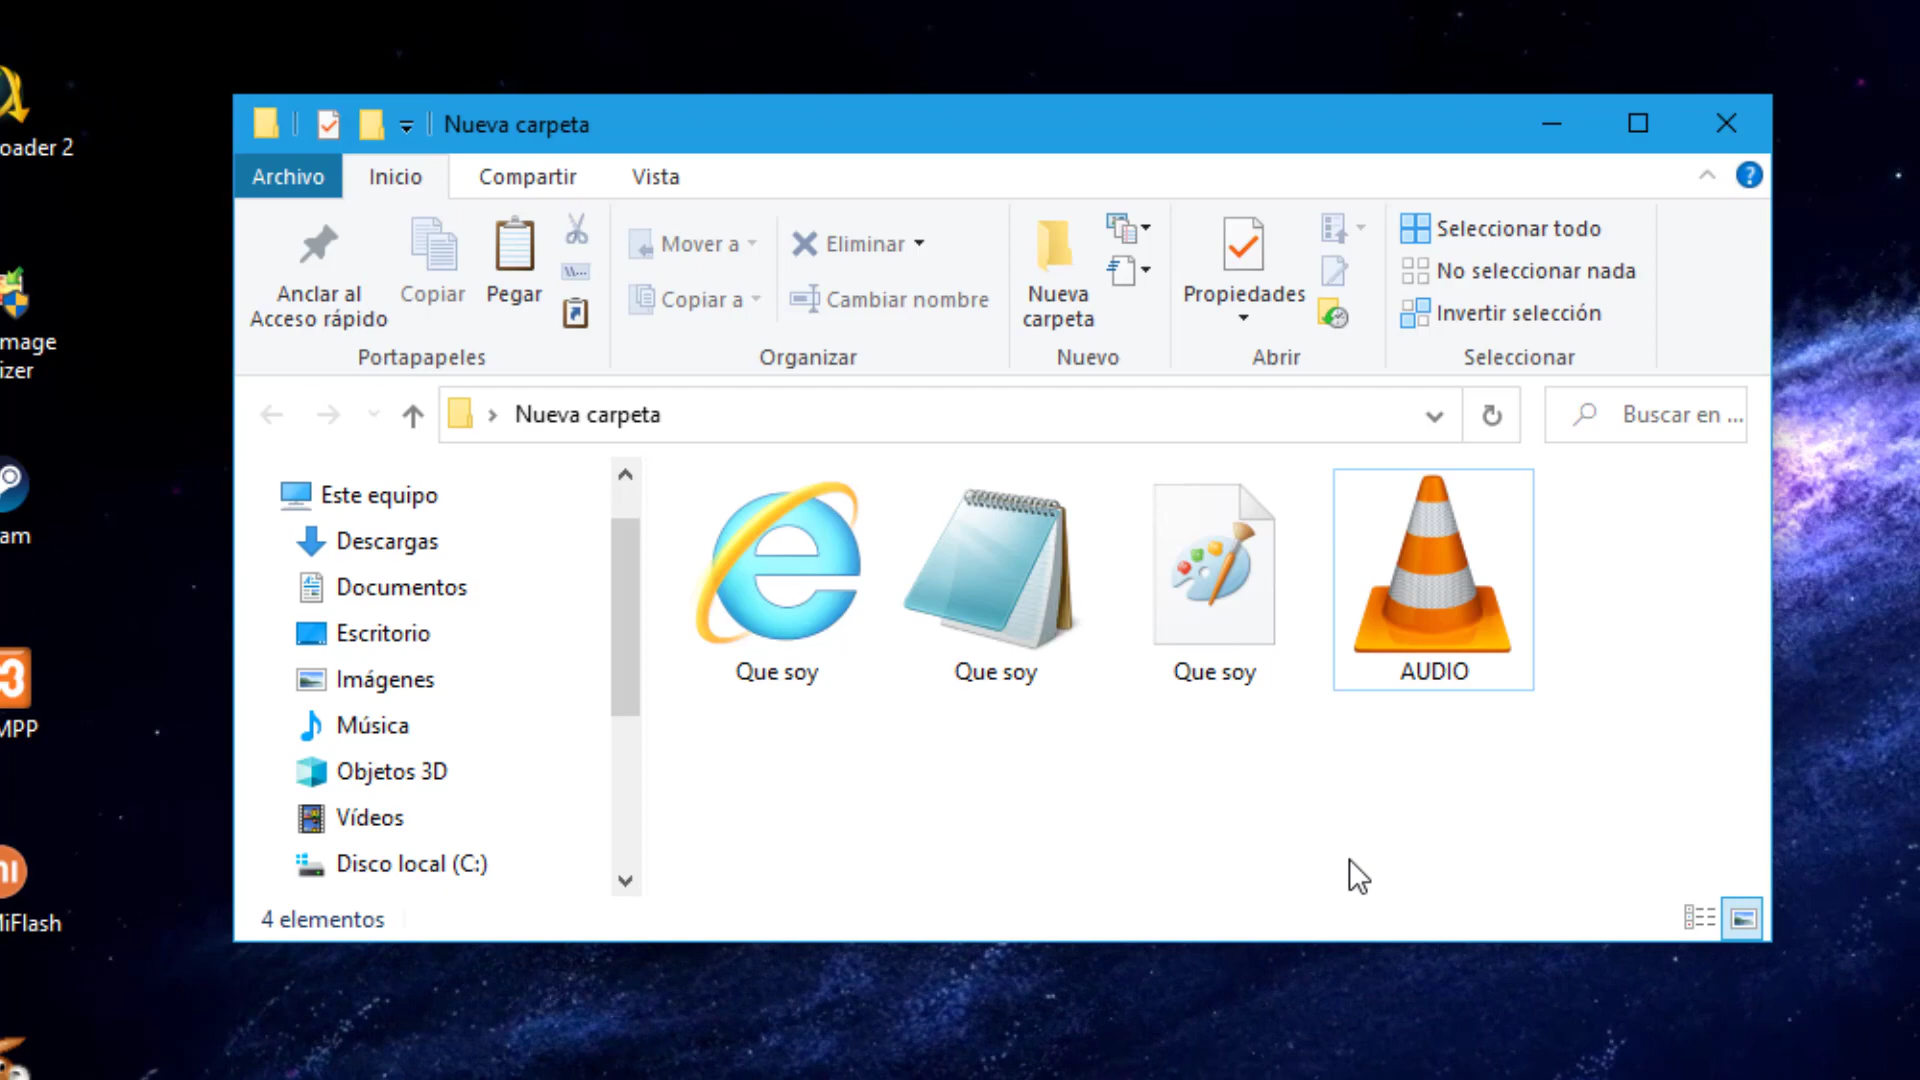 oader 2
mage
izer
am
MPP
MiFlash
Nueva carpeta
Archivo
Inicio
Compartir
Vista
Anclar al
Acceso rápido
Copiar
Pegar
Portapapeles
Mover a
Copiar a
Eliminar
Cambiar nombre
Organizar
Nueva
carpeta
Nuevo
Propiedades
Abrir
Seleccionar todo
No seleccionar nada
Invertir selección
Seleccionar
Nueva carpeta
Buscar en ...
Este equipo
Descargas
Documentos
Escritorio
Imágenes
Música
Objetos 3D
Vídeos
Disco local (C:)
Que soy
Que soy
Que soy
AUDIO
4 elementos